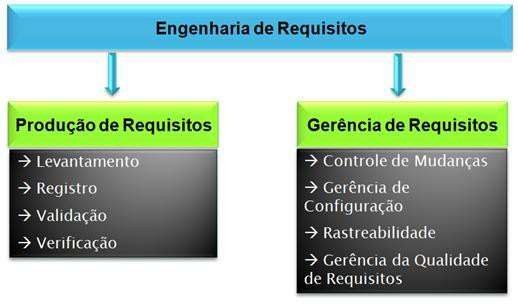 Engenharia de Requisitos
Produção de Requisitos
→ Levantamento
→ Registro
→ Validação
→ Verificação
Gerência de Requisitos
→ Controle de Mudanças
→ Gerência de
Configuração
→ Rastreabilidade
→ Gerência da Qualidade
de Requisitos